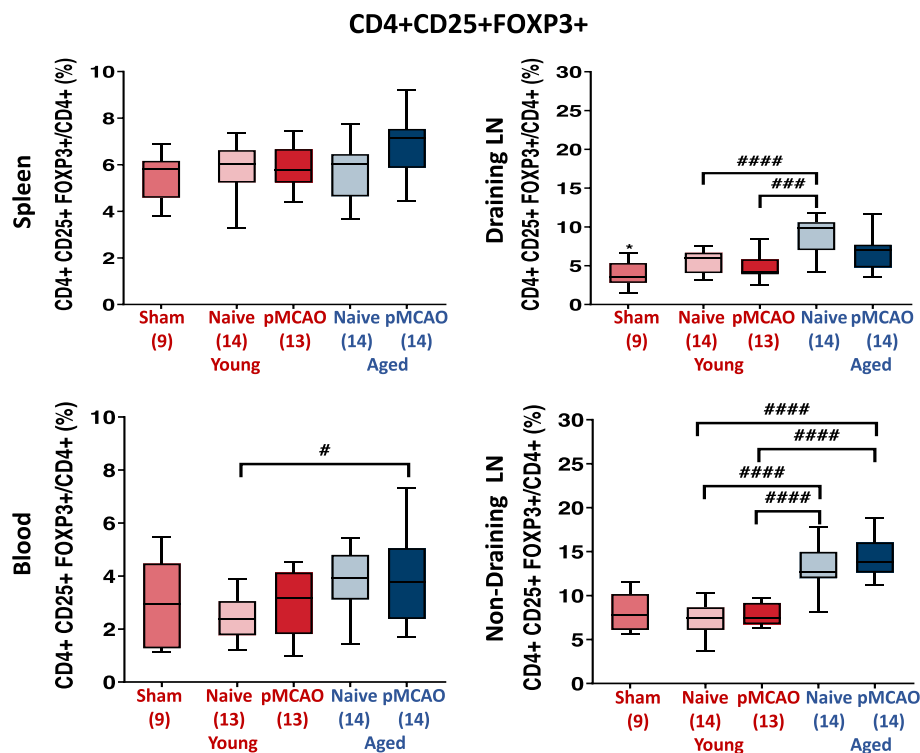 CD4+CD25+FOXP3+
Spleen
CD4+ CD25+ FOXP3+/CD4+ (%)
10
8
6
4
2
0
Sham Naive pMCAO Naive pMCAO
(9) (14) (13) (14) (14)
Young Aged
Draining LN
CD4+ CD25+ FOXP3+/CD4+ (%)
30
25
20
15
10
5
0
####
###
*
Sham Naive pMCAO Naive pMCAO
(9) (14) (13) (14) (14)
Young Aged
Blood
CD4+ CD25+ FOXP3+/CD4+ (%)
10
8
6
4
2
0
#
Sham Naive pMCAO Naive pMCAO
(9) (13) (13) (14) (14)
Young Aged
Non-Draining LN
CD4+ CD25+ FOXP3+/CD4+ (%)
30
25
20
15
10
5
0
####
####
####
####
Sham Naive pMCAO Naive pMCAO
(9) (14) (13) (14) (14)
Young Aged